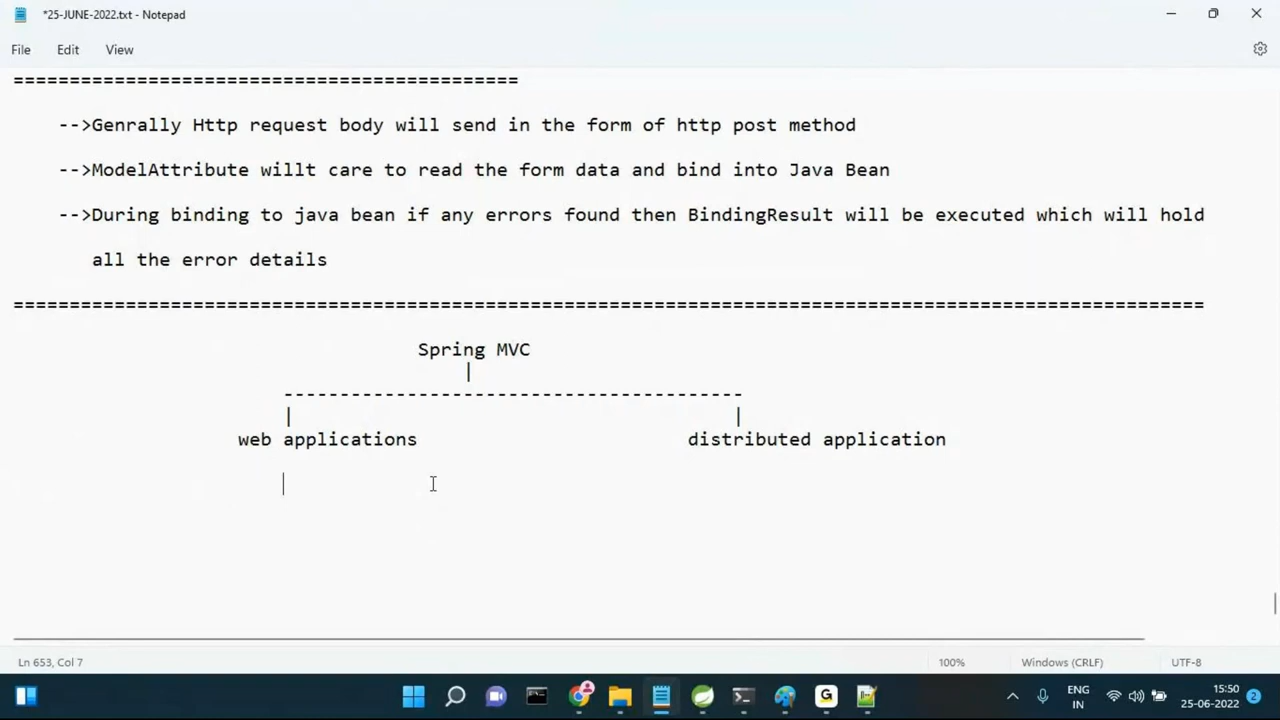 *25-JUNE-2022.txt - Notepad
File Edit View
=============================================
-->Genrally Http request body will send in the form of http post method
-->ModelAttribute willt care to read the form data and bind into Java Bean
-->During binding to java bean if any errors found then BindingResult will be executed which will hold
all the error details
==========================================================================================================
Spring MVC
|
-----------------------------------------
| |
web applications distributed application
Ln 653, Col 7 100% Windows (CRLF) UTF-8
ENG 15:50
IN 25-06-2022 2